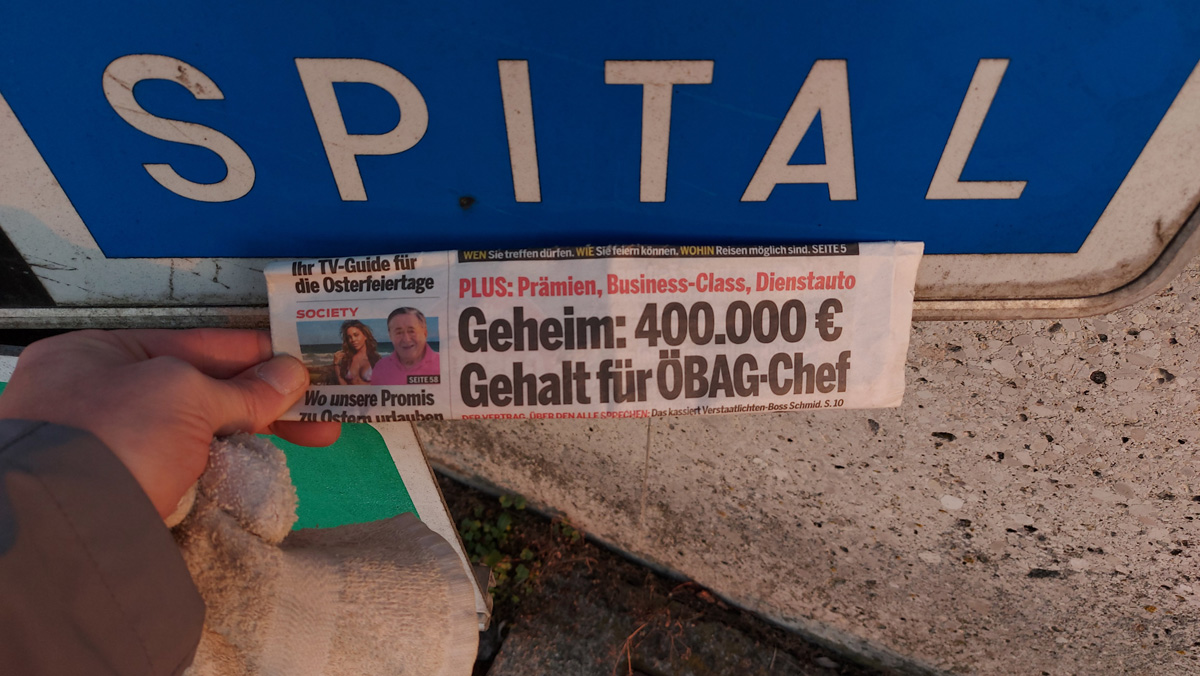 SPITAL
WEN Sie treffen dürfen. WIE Sie feiern können. WOHIN Reisen möglich sind. SEITE 5
Ihr TV-Guide für
die Osterfeiertage
SOCIETY
SEITE 58
Wo unsere Promis
zu Ostern urlauben
PLUS: Prämien, Business-Class, Dienstauto
Geheim: 400.000 €
Gehalt für ÖBAG-Chef
DER VERTRAG, ÜBER DEN ALLE SPRECHEN: Das kassiert Verstaatlichten-Boss Schmid. S. 10